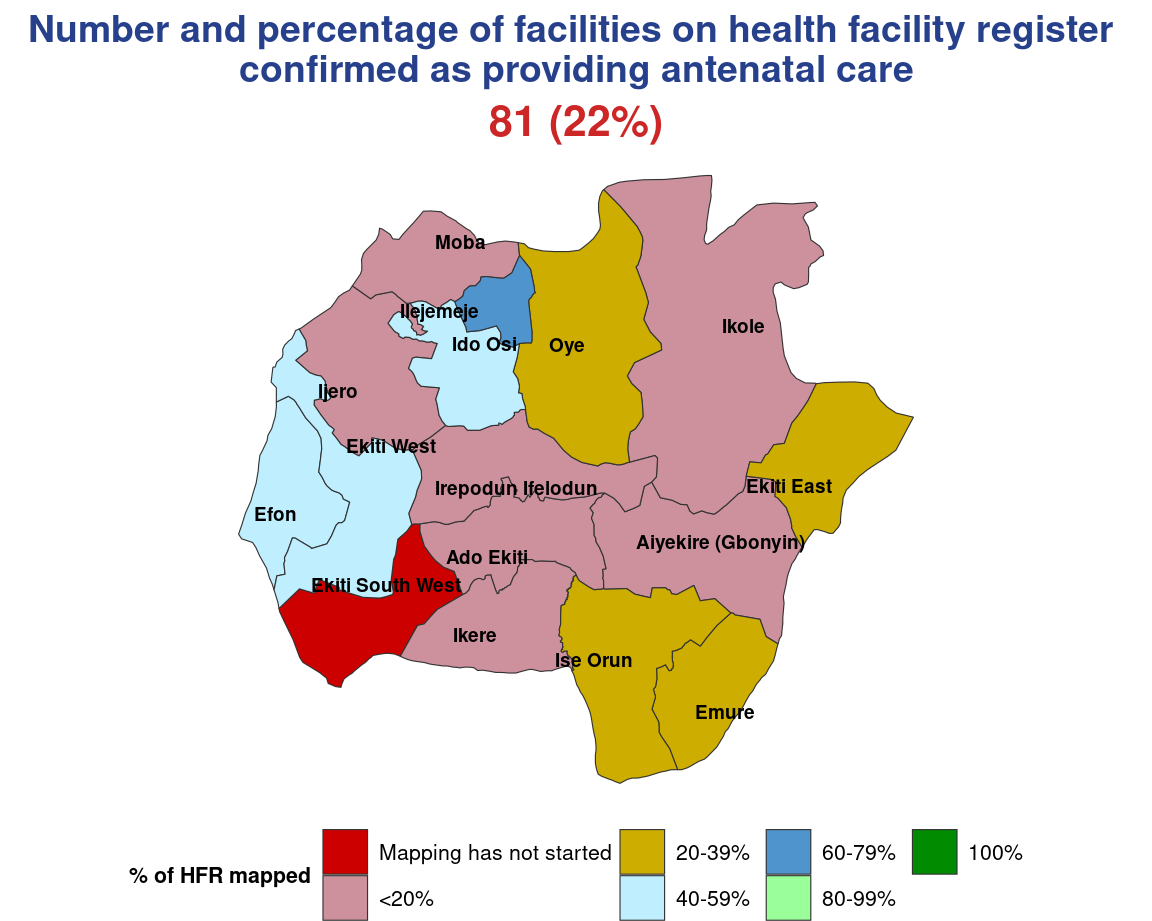 Number and percentage of facilities on health facility register
confirmed as providing antenatal care
81 (22%)
Moba
Ilejemeje
Ikole
Ido Osi
Oye
Ijero
Ekiti West
Irepodun Ifelodun
Ekiti East
Efon
Aiyekire (Gbonyin)
Ado Ekiti
Ekiti South West
Ikere
Ise Orun
Emure
% of HFR mapped
Mapping has not started
<20%
20-39%
40-59%
60-79%
80-99%
100%